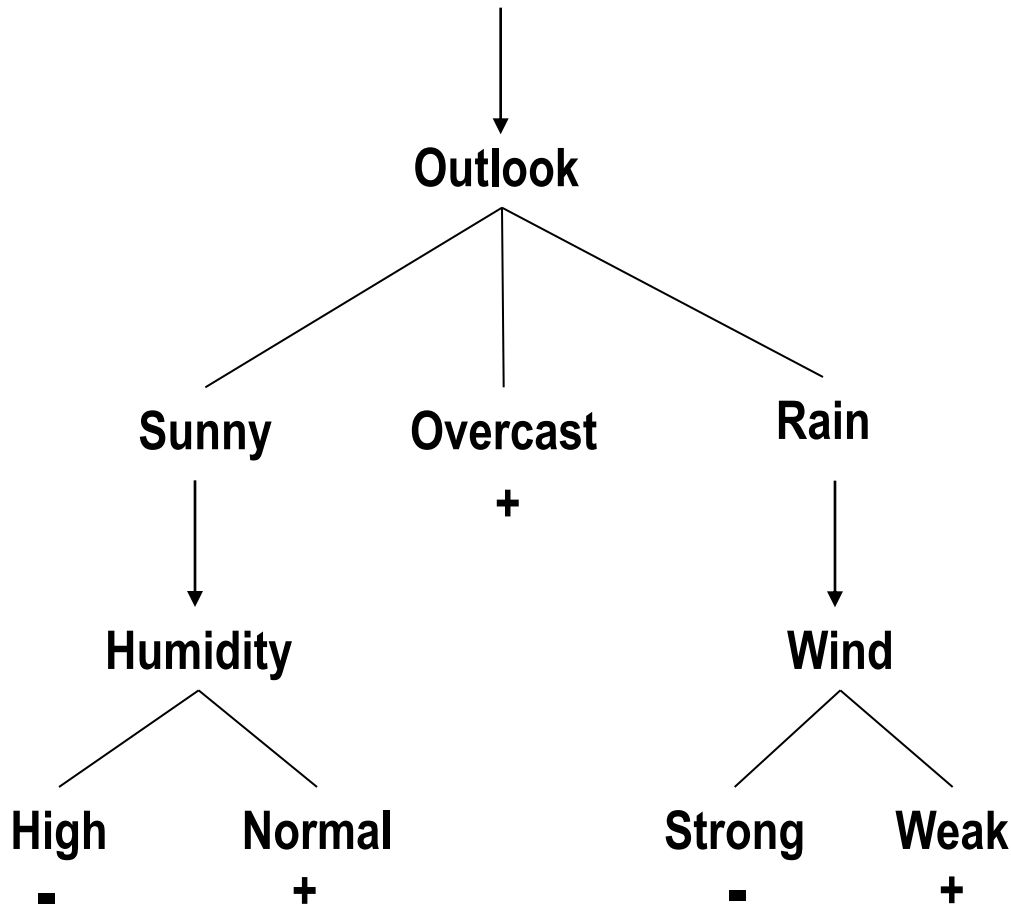 Outlook
Sunny Overcast Rain
+
Humidity Wind
High Normal Strong Weak
- + - +